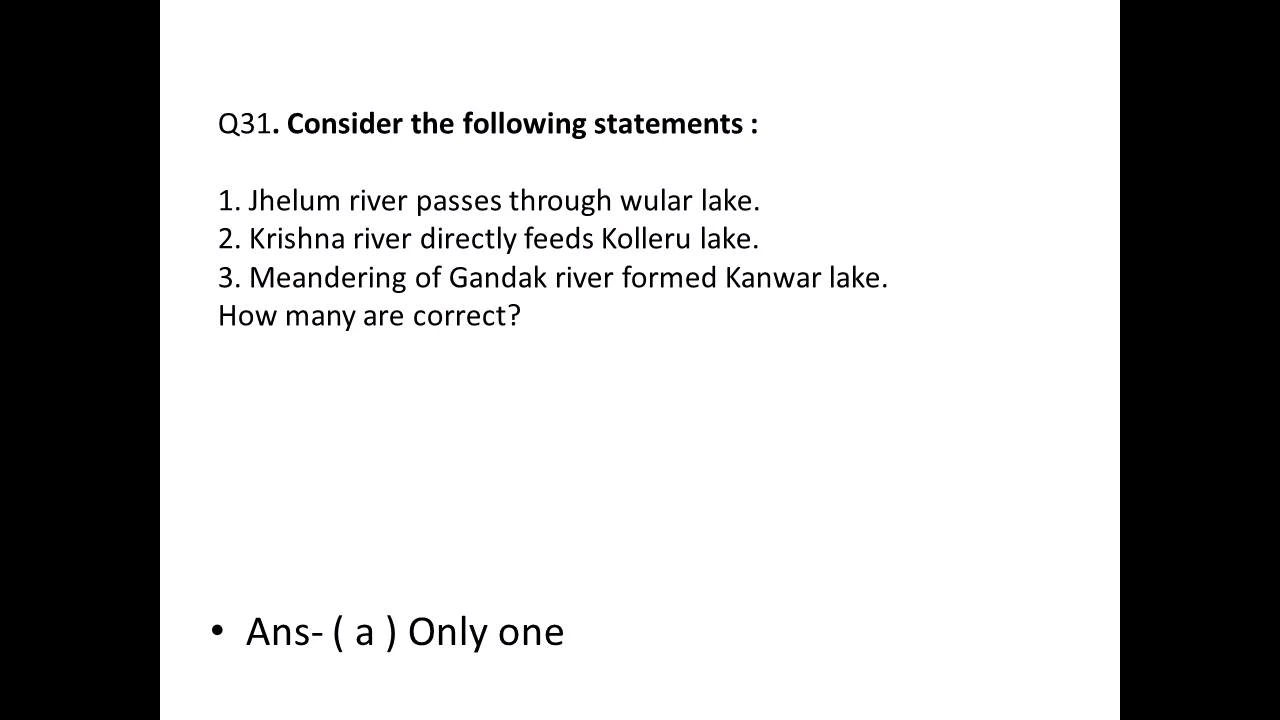 Q31. Consider the following statements :
1. Jhelum river passes through wular lake.
2. Krishna river directly feeds Kolleru lake.
3. Meandering of Gandak river formed Kanwar lake.
How many are correct?
• Ans- ( a ) Only one